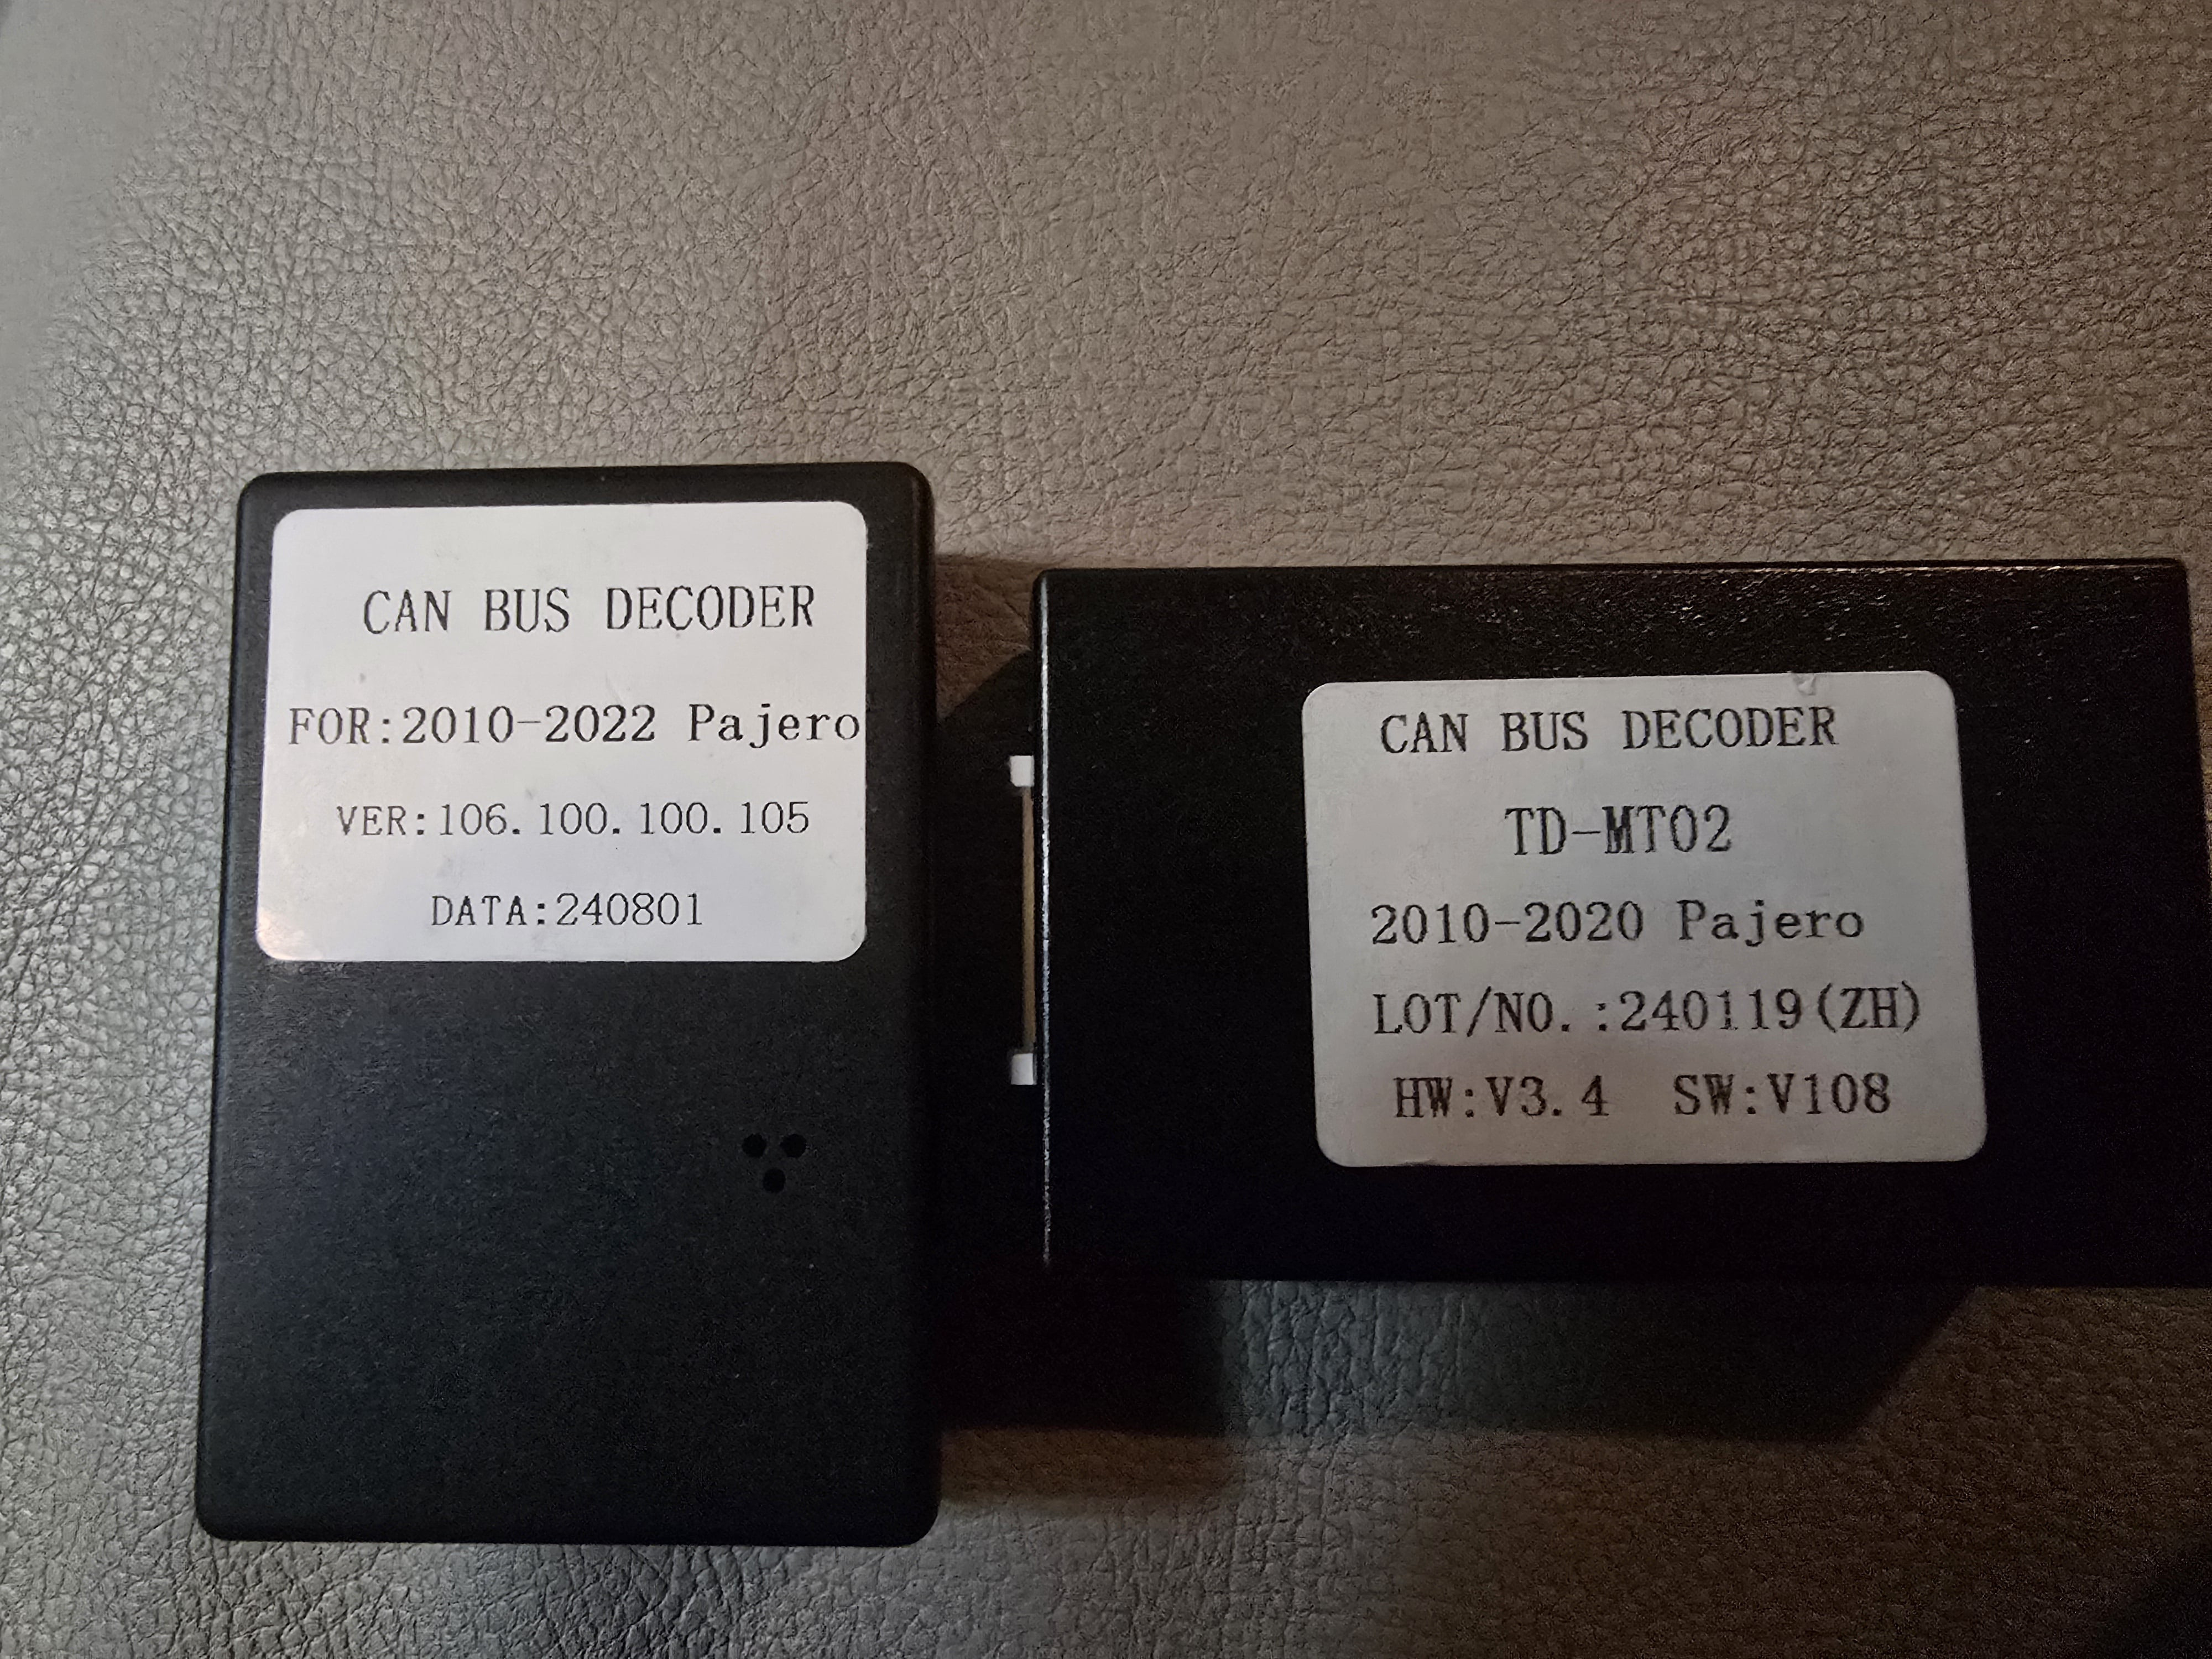 CAN BUS DECODER
FOR:2010-2022 Pajero
VER:106.100.100.105
DATA:240801
CAN BUS DECODER
TD-MT02
2010-2020 Pajero
LOT/NO.:240119(ZH)
HW:V3.4 SW:V108